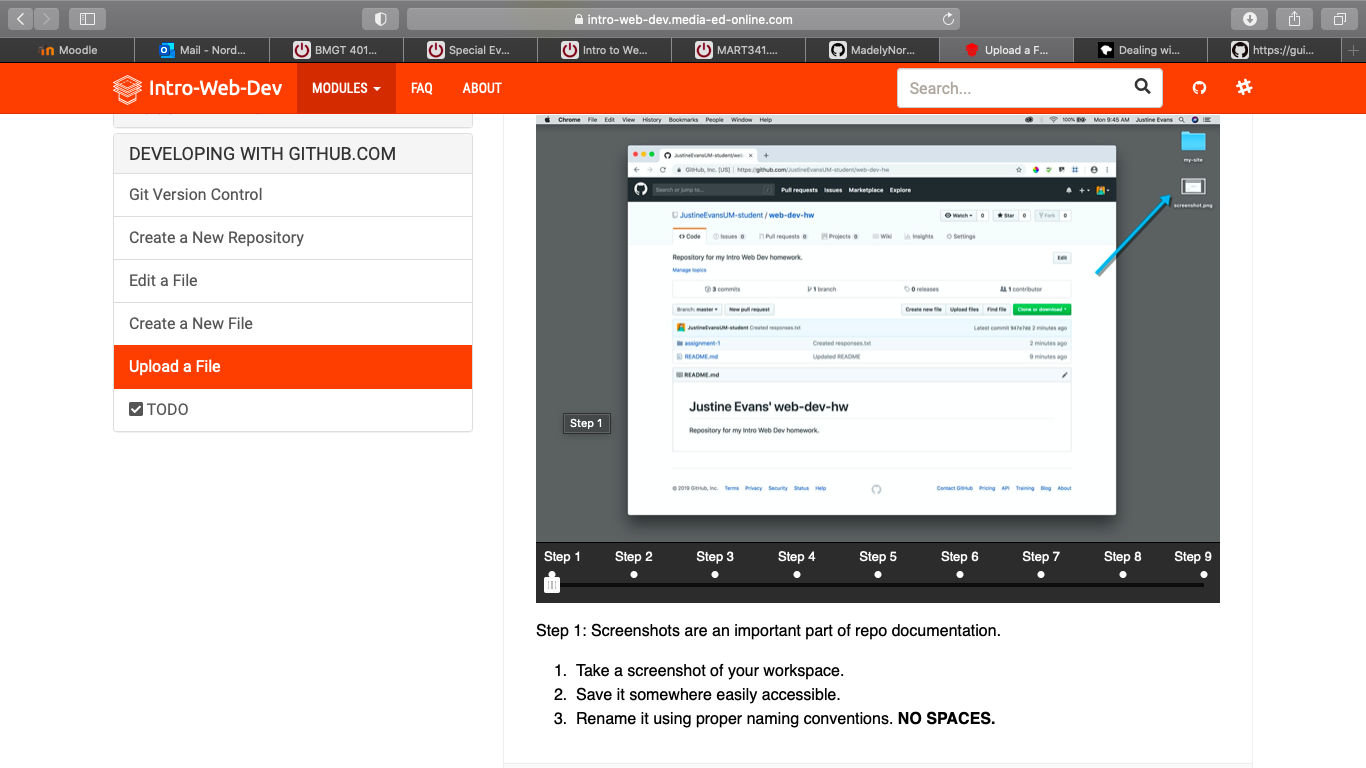 intro-web-dev.media-ed-online.com
Moodle
Mail - Nord...
BMGT 401...
Special Ev...
Intro to We...
MART341....
MadelyNor...
Upload a F...
Dealing wi...
https://gui...
Intro-Web-Dev
MODULES
FAQ
ABOUT
Search...
DEVELOPING WITH GITHUB.COM
Git Version Control
Create a New Repository
Edit a File
Create a New File
Upload a File
TODO
Chrome File Edit View History Bookmarks People Window Help
100% Mon 9:45 AM Justine Evans
my-site
screenshot.png
JustineEvansUM-student/web-
GitHub, Inc. [US] https://github.com/JustineEvansUM-student/web-dev-hw
Search or jump to...
Pull requests Issues Marketplace Explore
JustineEvansUM-student / web-dev-hw
Watch 0 Star 0 Fork 0
Code Issues 0 Pull requests 0 Projects 0 Wiki Insights Settings
Repository for my Intro Web Dev homework.
Edit
Manage topics
3 commits 1 branch 0 releases 1 contributor
Branch: master New pull request Create new file Upload files Find file Clone or download
JustineEvansUM-student Created responses.txt Latest commit 2 minutes ago
assignment-1 Created responses.txt 2 minutes ago
README.md Updated README 9 minutes ago
README.md
Justine Evans' web-dev-hw
Repository for my Intro Web Dev homework.
Step 1
© 2019 GitHub, Inc. Terms Privacy Security Status Help Contact GitHub Pricing API Training Blog About
Step 1 Step 2 Step 3 Step 4 Step 5 Step 6 Step 7 Step 8 Step 9
Step 1: Screenshots are an important part of repo documentation.
1. Take a screenshot of your workspace.
2. Save it somewhere easily accessible.
3. Rename it using proper naming conventions. NO SPACES.